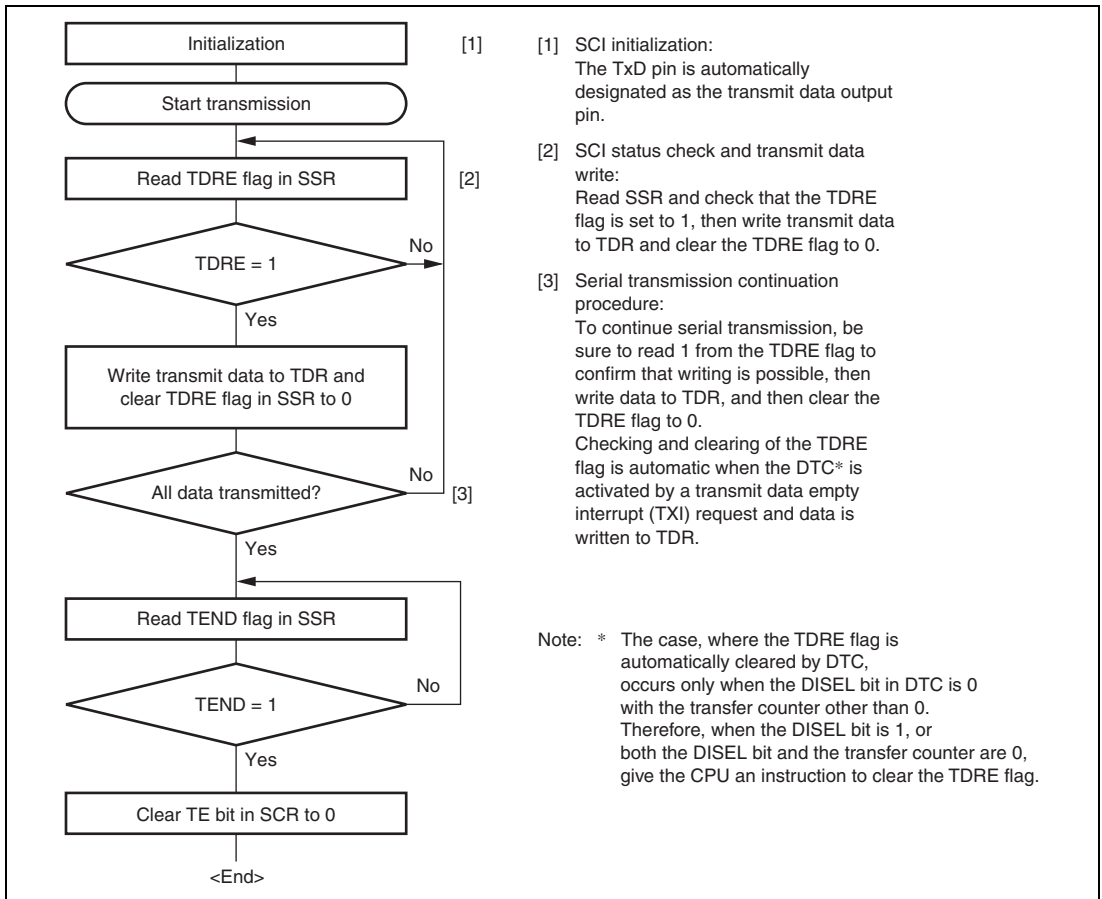 Initialization
[1]
Start transmission
Read TDRE flag in SSR
[2]
TDRE = 1
No
Yes
Write transmit data to TDR and
clear TDRE flag in SSR to 0
All data transmitted?
No
[3]
Yes
Read TEND flag in SSR
TEND = 1
No
Yes
Clear TE bit in SCR to 0
<End>
[1] SCI initialization:
The TxD pin is automatically
designated as the transmit data output
pin.
[2] SCI status check and transmit data
write:
Read SSR and check that the TDRE
flag is set to 1, then write transmit data
to TDR and clear the TDRE flag to 0.
[3] Serial transmission continuation
procedure:
To continue serial transmission, be
sure to read 1 from the TDRE flag to
confirm that writing is possible, then
write data to TDR, and then clear the
TDRE flag to 0.
Checking and clearing of the TDRE
flag is automatic when the DTC* is
activated by a transmit data empty
interrupt (TXI) request and data is
written to TDR.
Note: * The case, where the TDRE flag is
automatically cleared by DTC,
occurs only when the DISEL bit in DTC is 0
with the transfer counter other than 0.
Therefore, when the DISEL bit is 1, or
both the DISEL bit and the transfer counter are 0,
give the CPU an instruction to clear the TDRE flag.